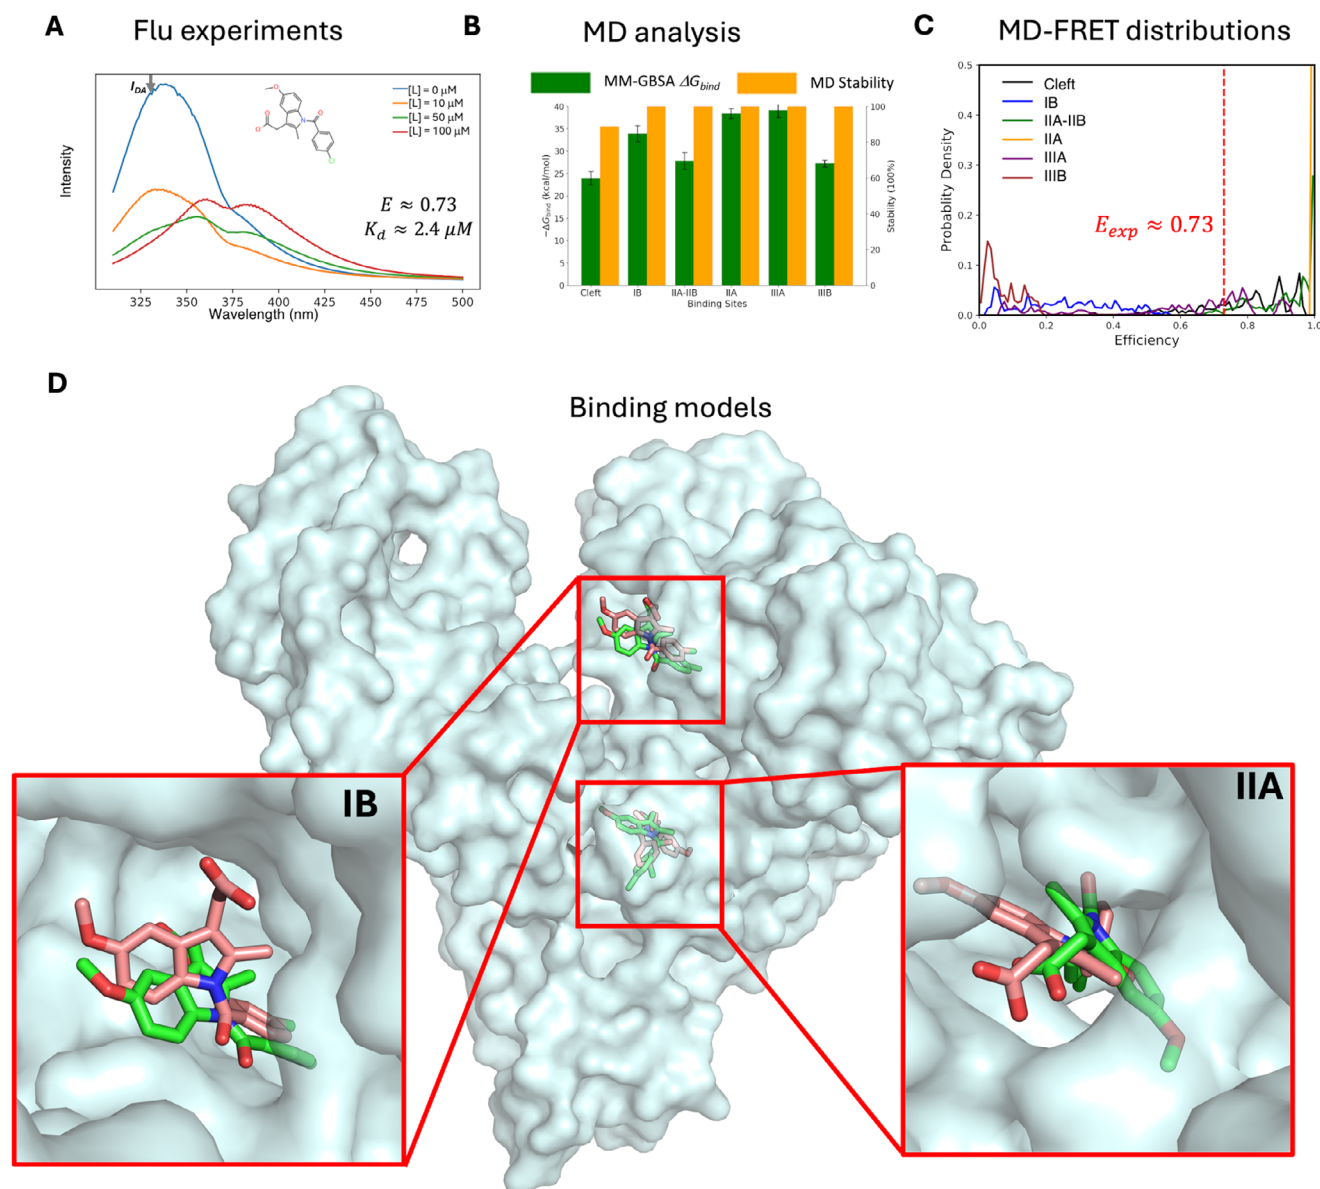 A
Flu experiments
I_DA
[L] = 0 μM
[L] = 10 μM
[L] = 50 μM
[L] = 100 μM
O
O
O
N
O
Cl
Intensity
E ≈ 0.73
K_d ≈ 2.4 μM
325 350 375 400 425 450 475 500
Wavelength (nm)
B
MD analysis
MM-GBSA ΔG_bind
MD Stability
40
35
30
25
20
15
10
5
0
−ΔG_bind (kcal/mol)
100
80
60
40
20
0
Stability (100%)
Cleft IB IIA-IIB IIA IIIA IIIB
Binding Sites
C
MD-FRET distributions
0.5
0.4
0.3
0.2
0.1
0.0
Probablity Density
Cleft
IB
IIA-IIB
IIA
IIIA
IIIB
E_exp ≈ 0.73
0.0 0.2 0.4 0.6 0.8 1.0
Efficiency
D
Binding models
IB
IIA